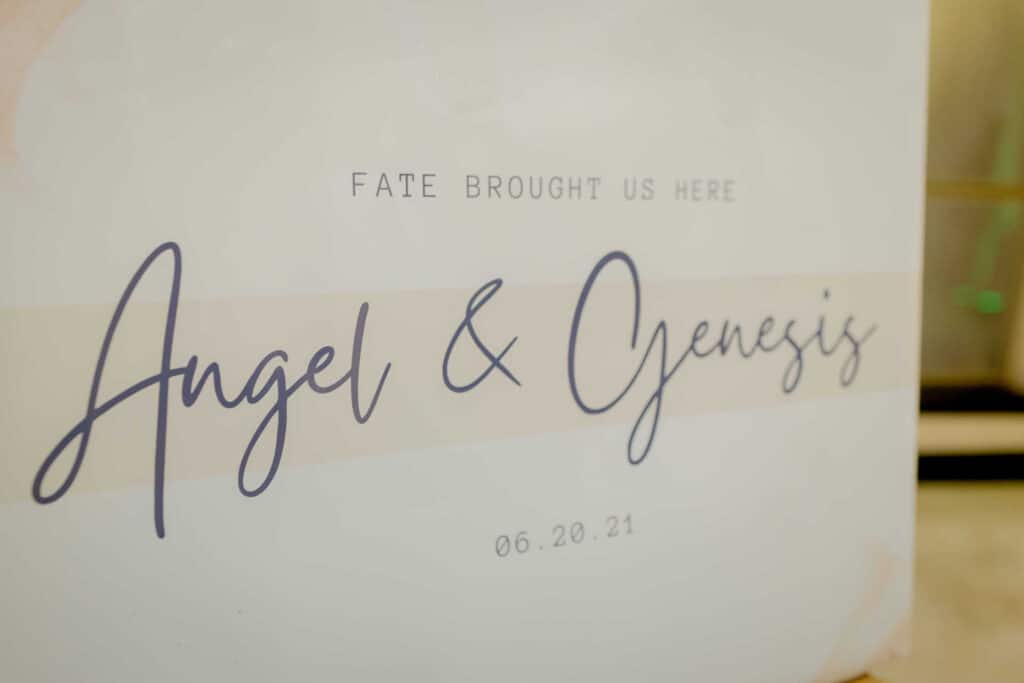 FATE BROUGHT US HERE
Angel & Genesis
06.20.21